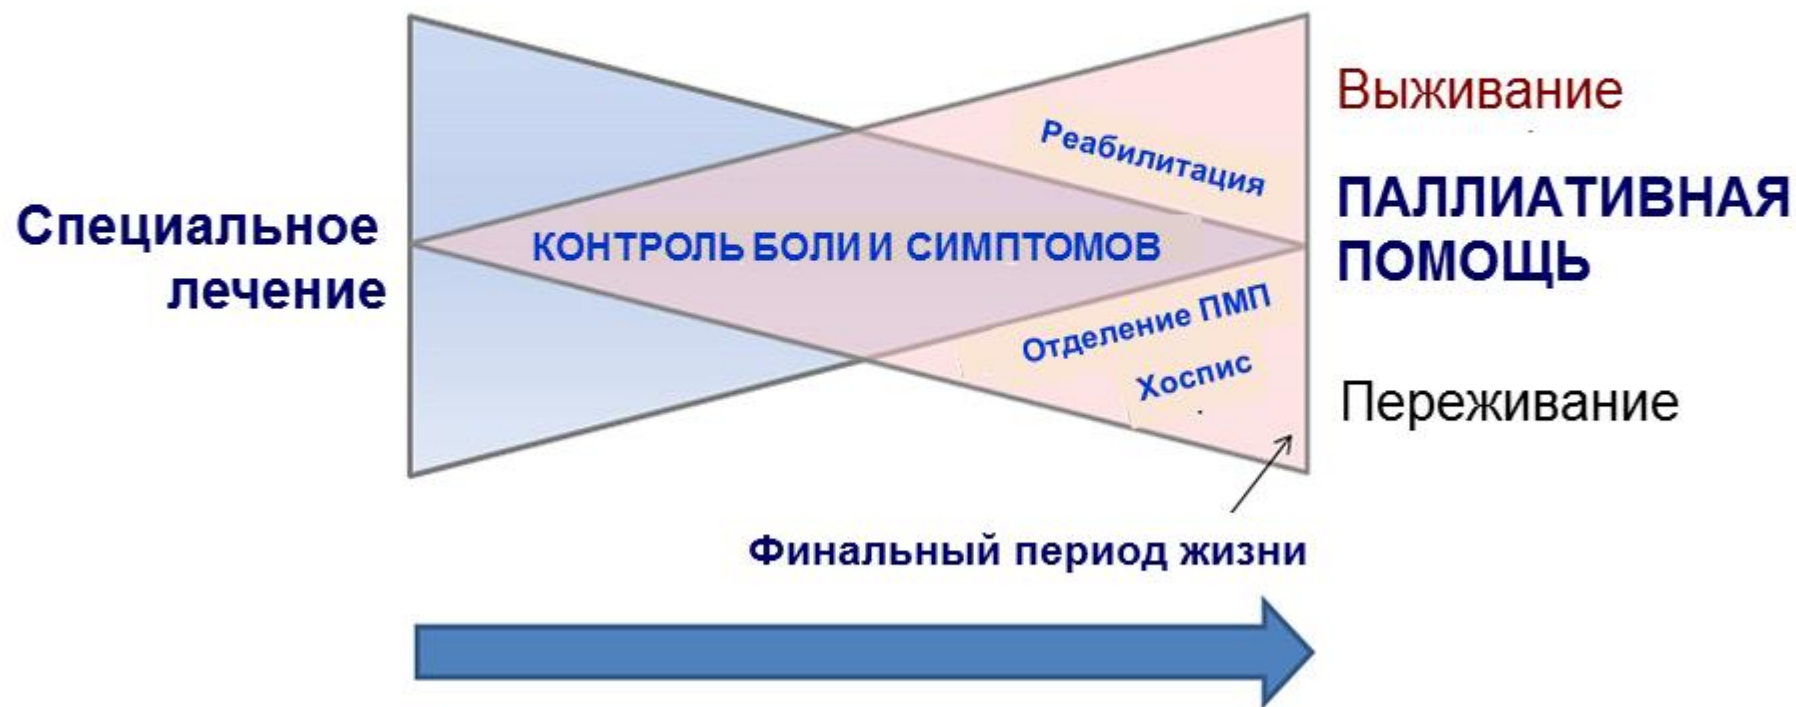 Выживание
Реабилитация
ПАЛЛИАТИВНАЯ
ПОМОЩЬ
Специальное
лечение
КОНТРОЛЬ БОЛИ И СИМПТОМОВ
Отделение ПМП
Хоспис
Переживание
Финальный период жизни